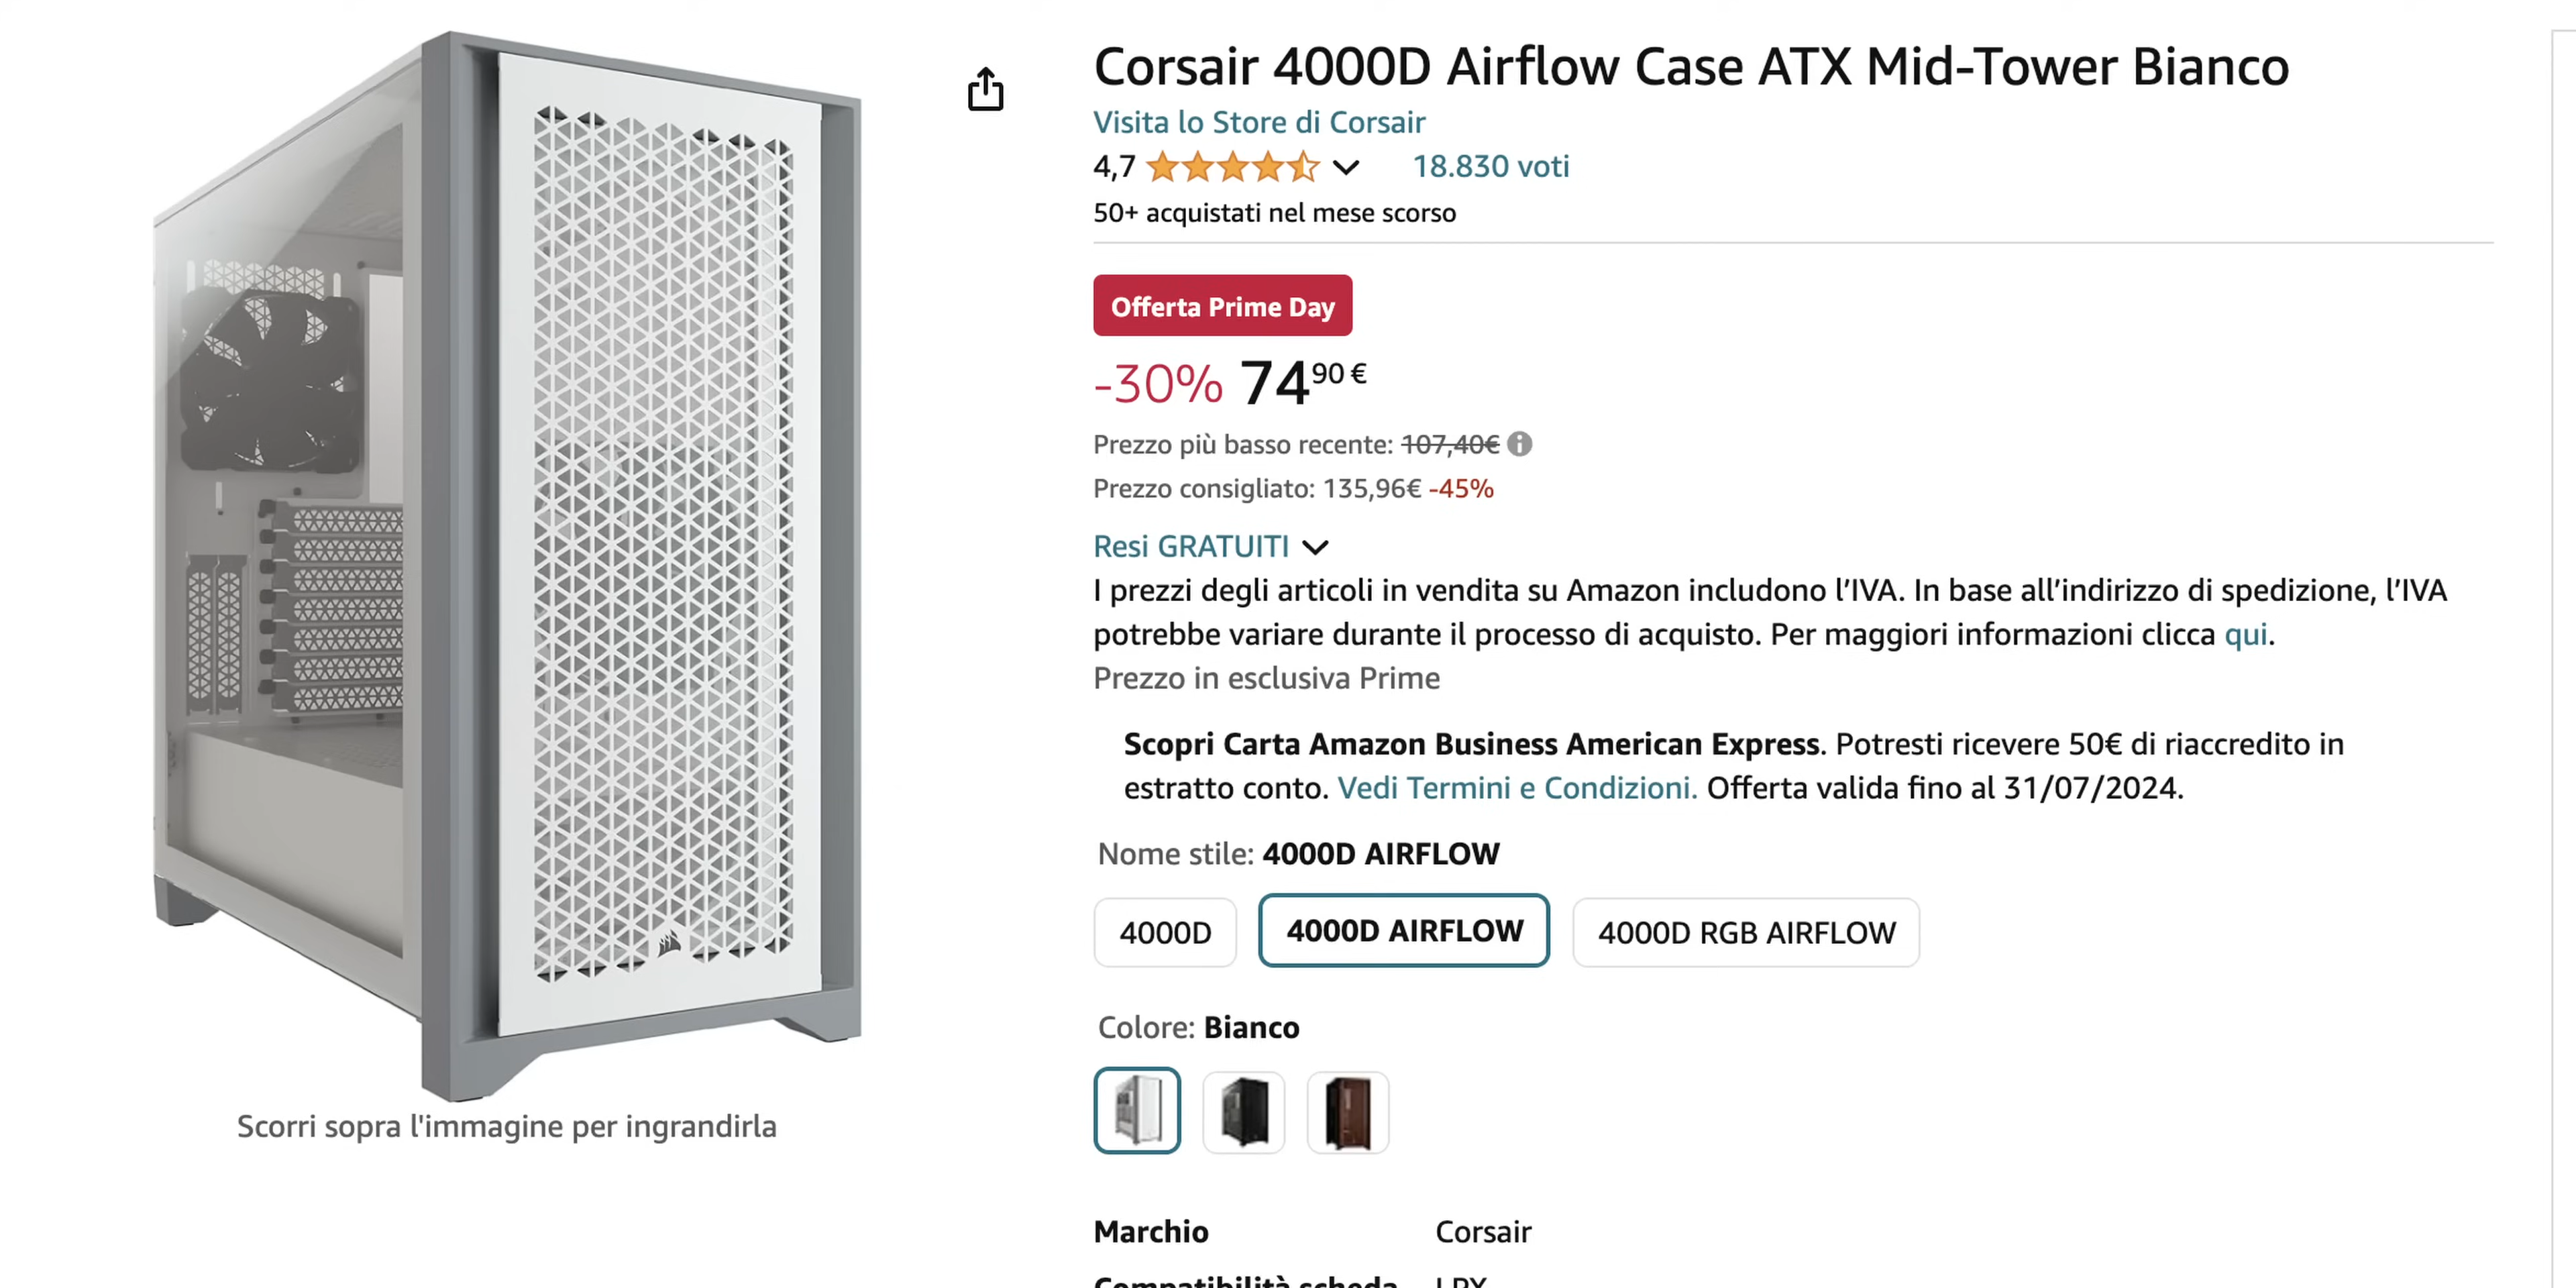 Corsair 4000D Airflow Case ATX Mid-Tower Bianco
Visita lo Store di Corsair
4,7 18.830 voti
50+ acquistati nel mese scorso
Offerta Prime Day
-30% 74 90 €
Prezzo più basso recente: 107,40€
Prezzo consigliato: 135,96€ -45%
Resi GRATUITI
I prezzi degli articoli in vendita su Amazon includono l’IVA. In base all’indirizzo di spedizione, l’IVA
potrebbe variare durante il processo di acquisto. Per maggiori informazioni clicca qui.
Prezzo in esclusiva Prime
Scopri Carta Amazon Business American Express. Potresti ricevere 50€ di riaccredito in
estratto conto. Vedi Termini e Condizioni. Offerta valida fino al 31/07/2024.
Nome stile: 4000D AIRFLOW
4000D 4000D AIRFLOW 4000D RGB AIRFLOW
Colore: Bianco
Scorri sopra l'immagine per ingrandirla
Marchio Corsair
Compatibilità scheda LPX